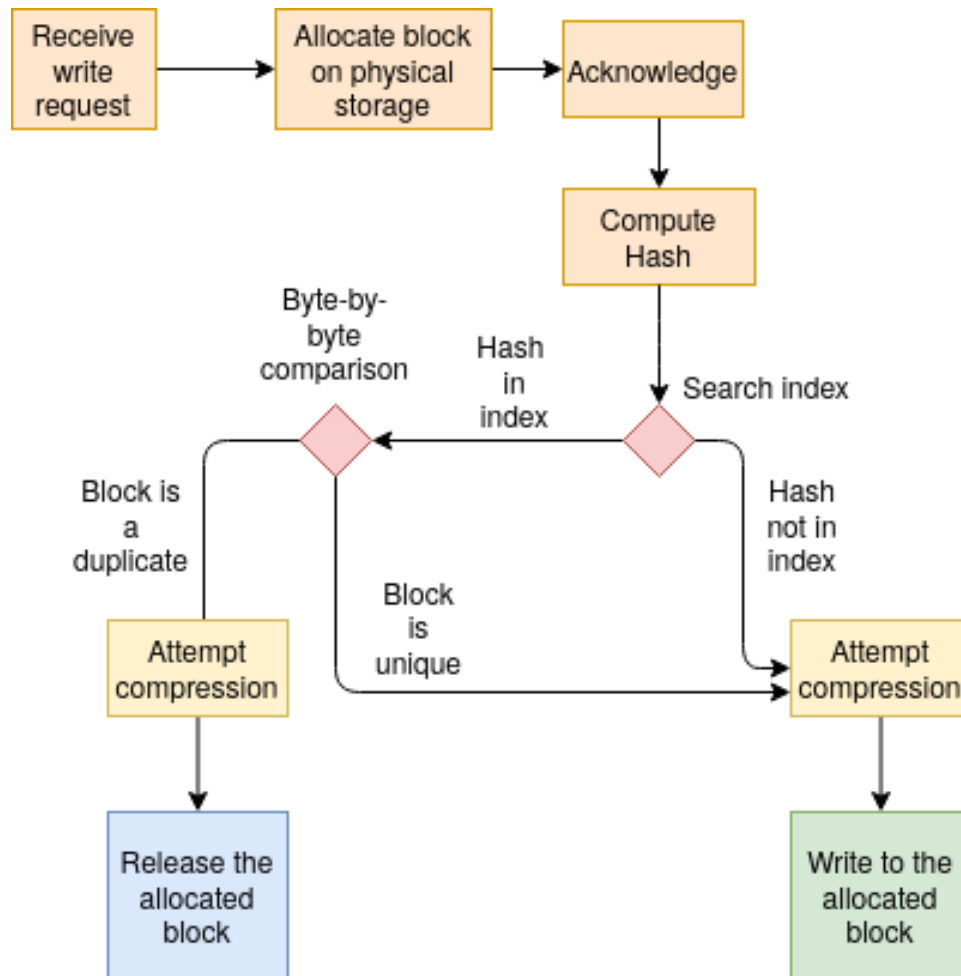 Receive
write
request
Allocate block
on physical
storage
Acknowledge
Compute
Hash
Byte-by-
byte
comparison
Hash
in
index
Search index
Block is
a
duplicate
Hash
not in
index
Block
is
unique
Attempt
compression
Attempt
compression
Release the
allocated
block
Write to the
allocated
block